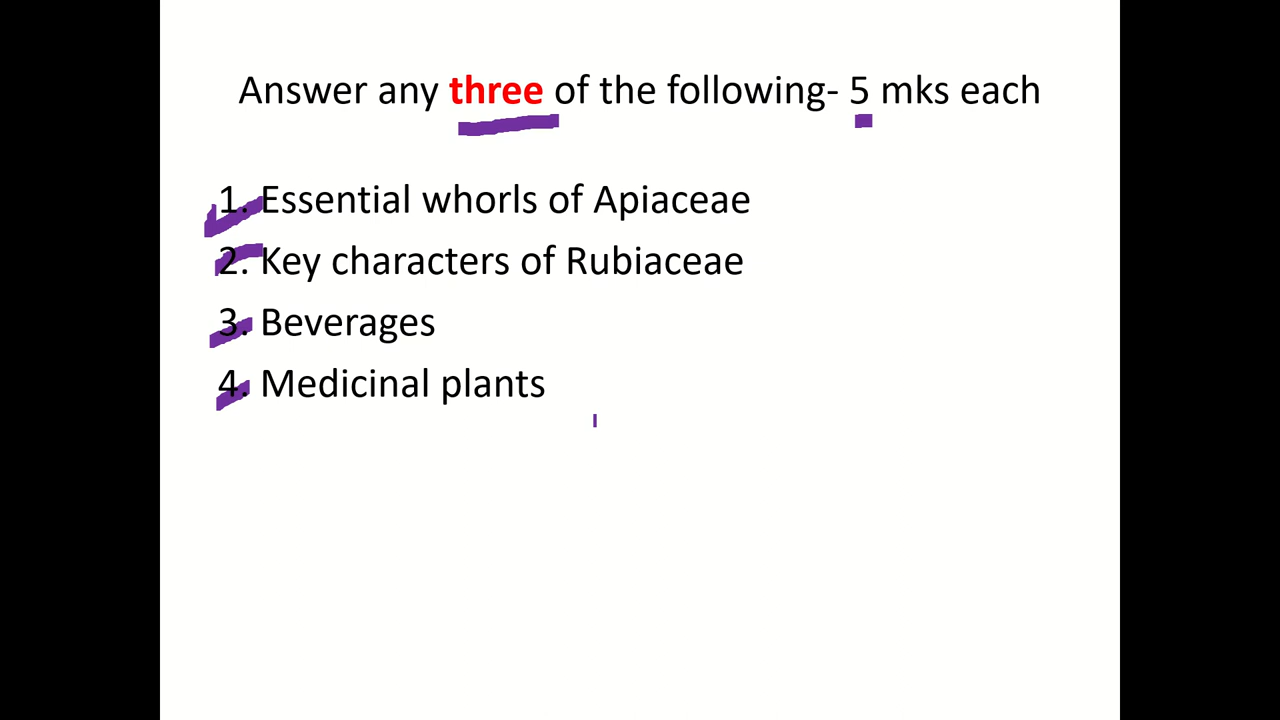 Answer any three of the following- 5 mks each
1. Essential whorls of Apiaceae
2. Key characters of Rubiaceae
3. Beverages
4. Medicinal plants